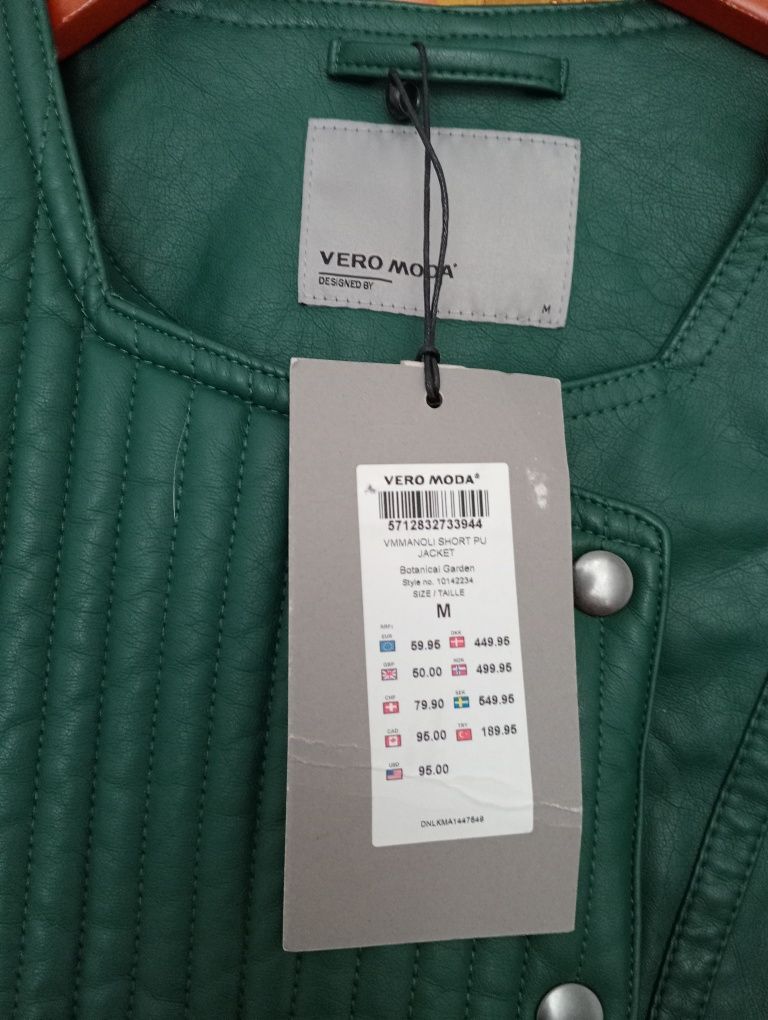 VERO MODA
DESIGNED BY
M
VERO MODA®
5712832733944
VMMANOLI SHORT PU
JACKET
Botanical Garden
Style no. 10142234
SIZE / TAILLE
M
RRP:
EUR 59.95 DKK 449.95
GBP 50.00 NOK 499.95
CHF 79.90 SEK 549.95
CAD 95.00 TRY 189.95
USD 95.00
DNLKMA1447649